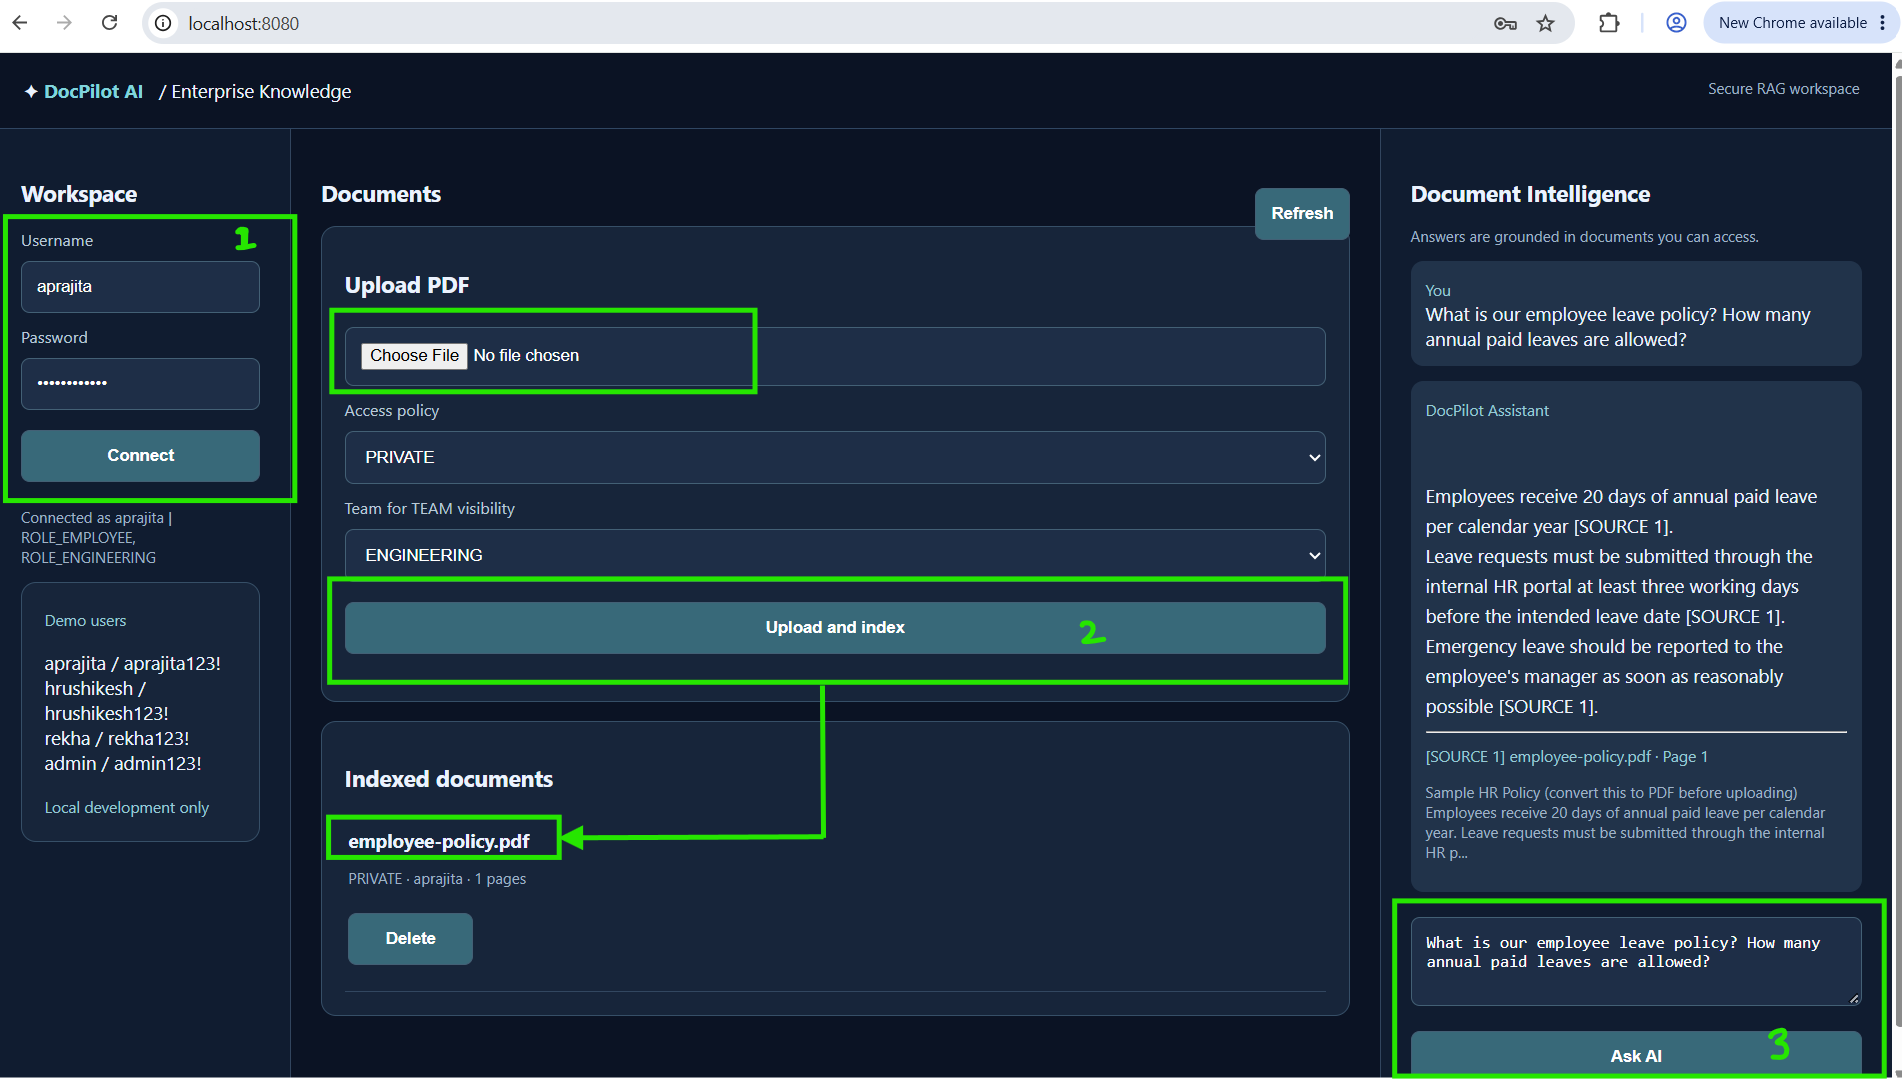 localhost:8080
New Chrome available
✦ DocPilot AI / Enterprise Knowledge
Secure RAG workspace
Workspace
1
Username
aprajita
Password
••••••••••••
Connect
Connected as aprajita |
ROLE_EMPLOYEE,
ROLE_ENGINEERING
Demo users
aprajita / aprajita123!
hrushikesh /
hrushikesh123!
rekha / rekha123!
admin / admin123!
Local development only
Documents
Refresh
Upload PDF
Choose File No file chosen
Access policy
PRIVATE
Team for TEAM visibility
ENGINEERING
Upload and index
2
Indexed documents
employee-policy.pdf
PRIVATE · aprajita · 1 pages
Delete
Document Intelligence
Answers are grounded in documents you can access.
You
What is our employee leave policy? How many
annual paid leaves are allowed?
DocPilot Assistant
Employees receive 20 days of annual paid leave
per calendar year [SOURCE 1].
Leave requests must be submitted through the
internal HR portal at least three working days
before the intended leave date [SOURCE 1].
Emergency leave should be reported to the
employee's manager as soon as reasonably
possible [SOURCE 1].
[SOURCE 1] employee-policy.pdf · Page 1
Sample HR Policy (convert this to PDF before uploading)
Employees receive 20 days of annual paid leave per calendar
year. Leave requests must be submitted through the internal
HR p...
What is our employee leave policy? How many
annual paid leaves are allowed?
Ask AI
3